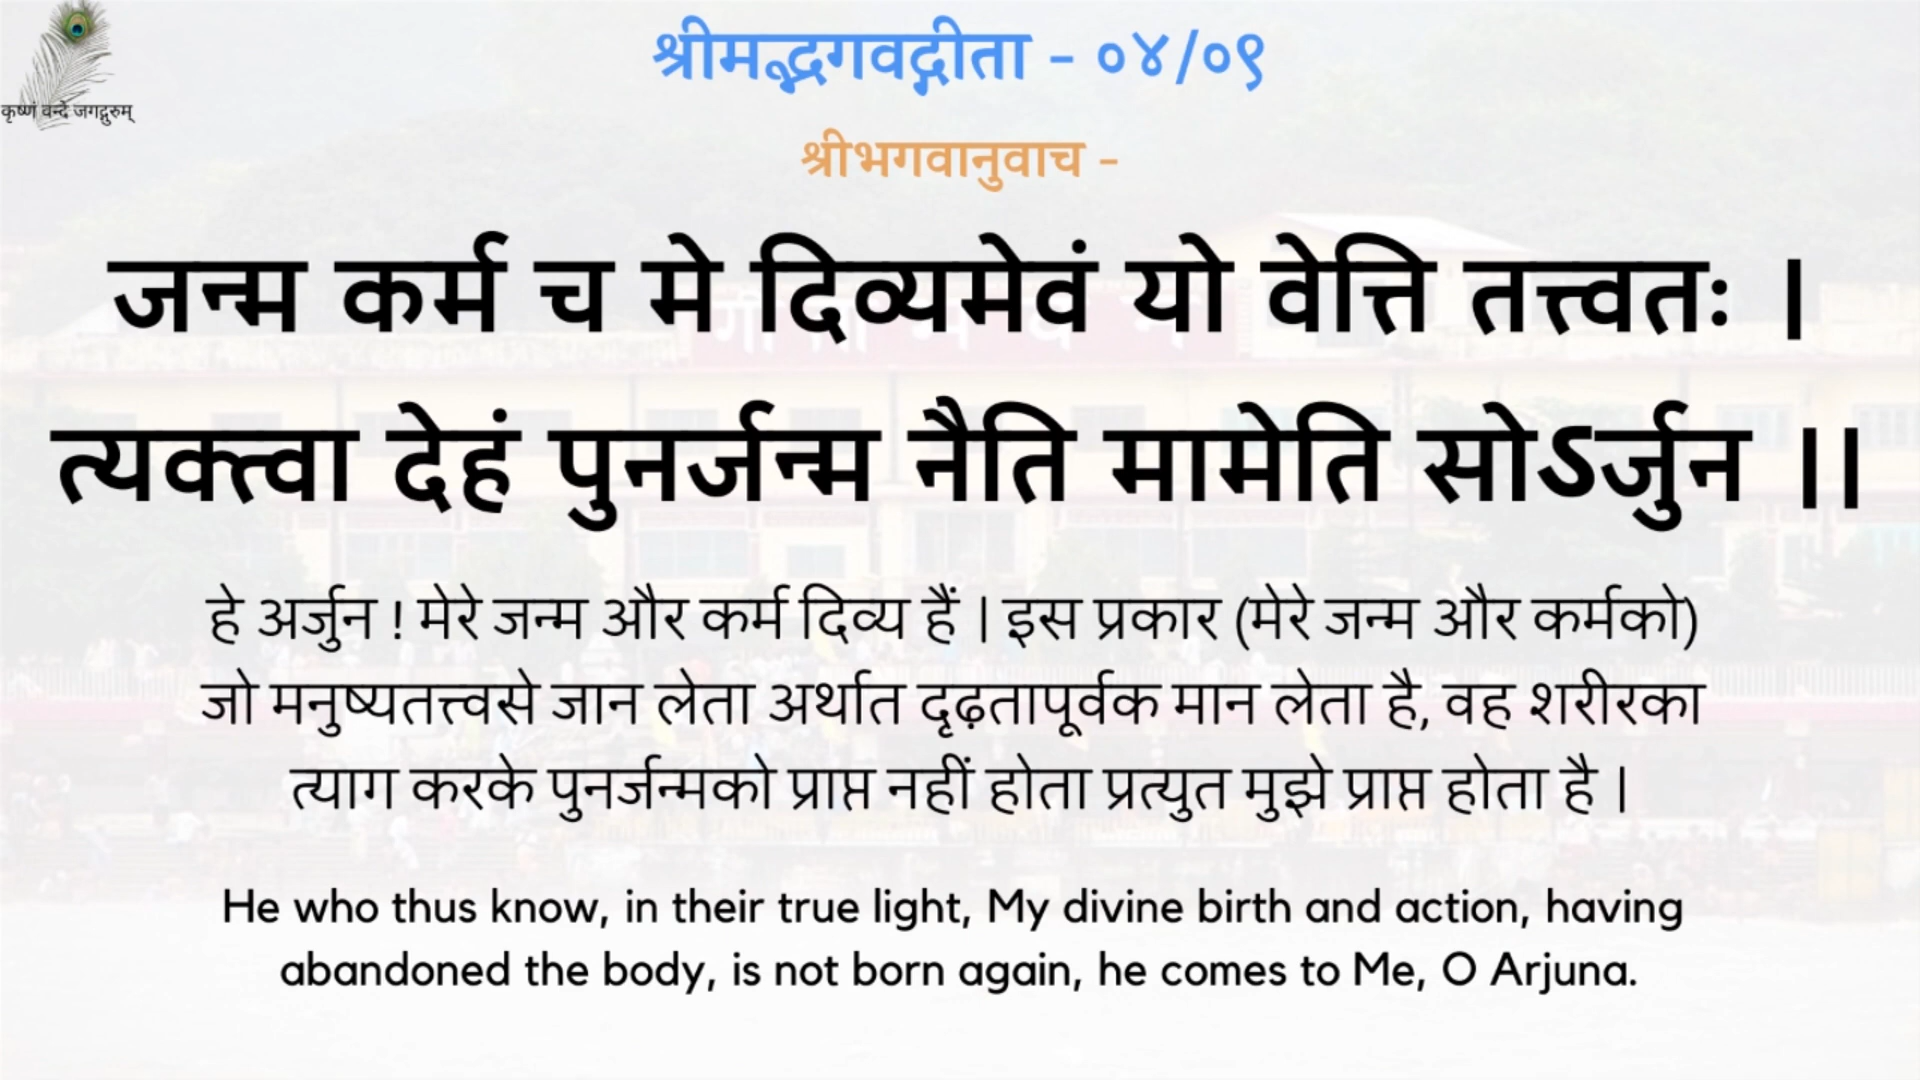 कृष्णं वन्दे जगद्गुरुम्
श्रीमद्भगवद्गीता - ०४/०९
श्रीभगवानुवाच -
जन्म कर्म च मे दिव्यमेवं यो वेत्ति तत्त्वतः ।
त्यक्त्वा देहं पुनर्जन्म नैति मामेति सोऽर्जुन ।।
हे अर्जुन ! मेरे जन्म और कर्म दिव्य हैं | इस प्रकार (मेरे जन्म और कर्मको)
जो मनुष्यतत्त्वसे जान लेता अर्थात दृढ़तापूर्वक मान लेता है, वह शरीरका
त्याग करके पुनर्जन्मको प्राप्त नहीं होता प्रत्युत मुझे प्राप्त होता है |
He who thus know, in their true light, My divine birth and action, having
abandoned the body, is not born again, he comes to Me, O Arjuna.